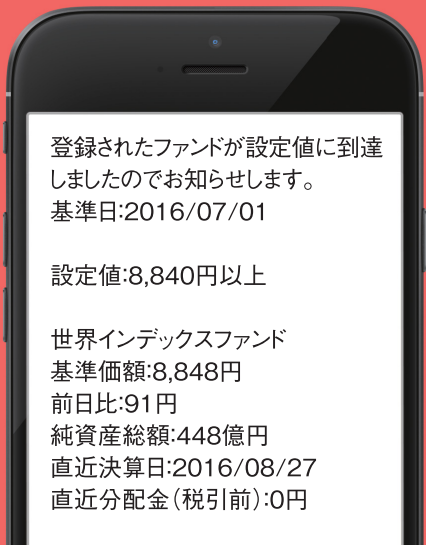 登録されたファンドが設定値に到達
しましたのでお知らせします。
基準日:2016/07/01
設定値:8,840円以上
世界インデックスファンド
基準価額:8,848円
前日比:91円
純資産総額:448億円
直近決算日:2016/08/27
直近分配金(税引前):0円